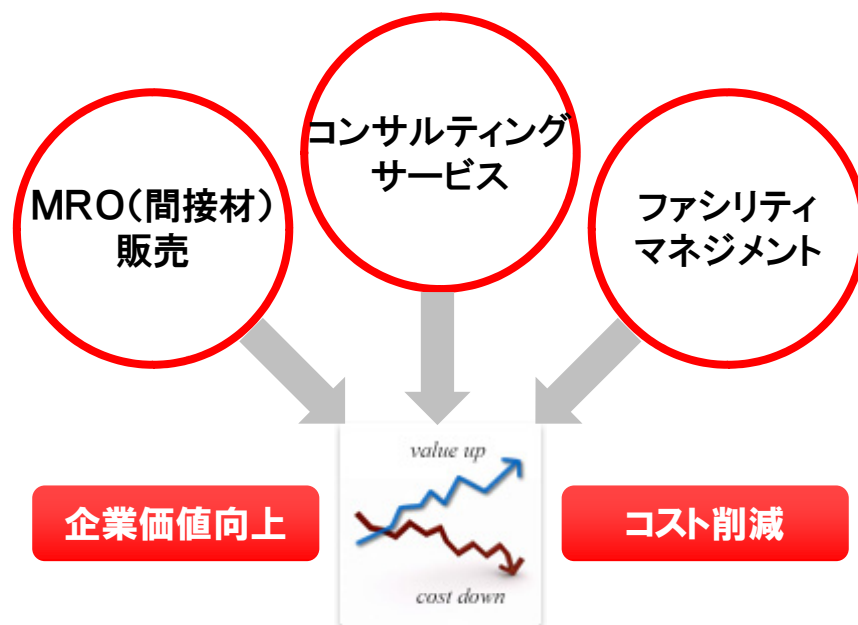 MRO（間接材）
販売
コンサルティング
サービス
ファシリティ
マネジメント
value up
企業価値向上
コスト削減
cost down